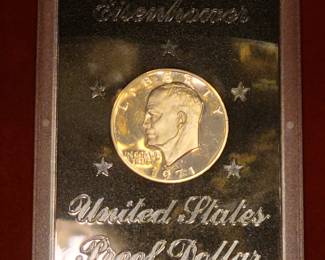 Eisenhower
LIBERTY
IN GOD WE
TRUST
1971
United States
Proof Dollar